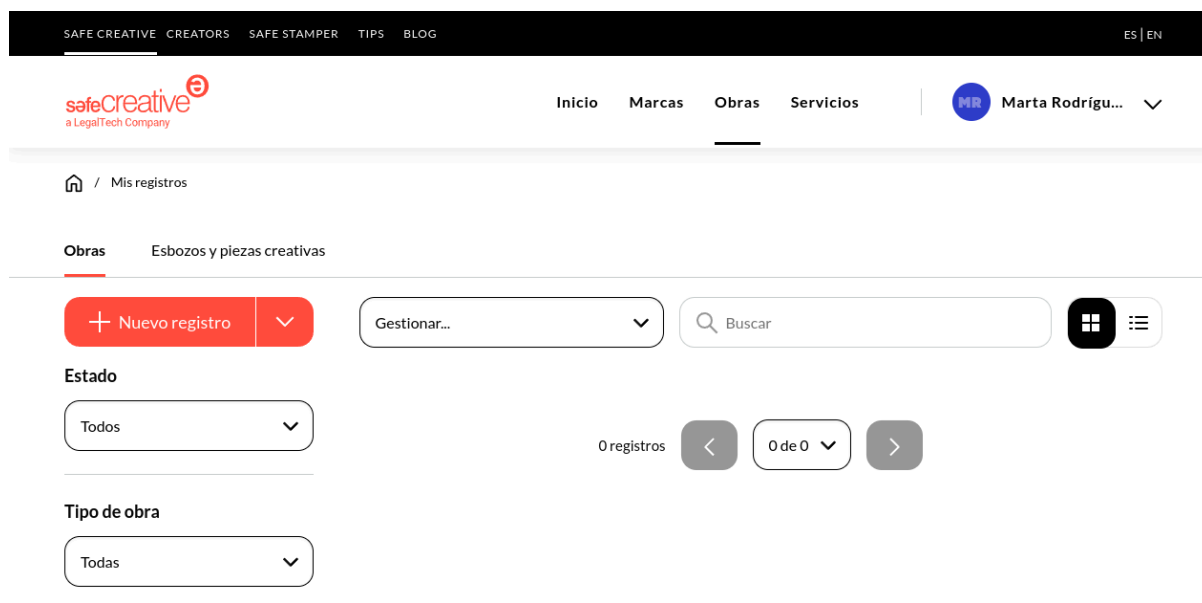 SAFE CREATIVE CREATORS SAFE STAMPER TIPS BLOG ES | EN
safecreative
a LegalTech Company
Inicio Marcas Obras Servicios MR Marta Rodrígu...
/ Mis registros
Obras Esbozos y piezas creativas
Nuevo registro Gestionar... Buscar
Estado
Todos
0 registros 0 de 0
Tipo de obra
Todas